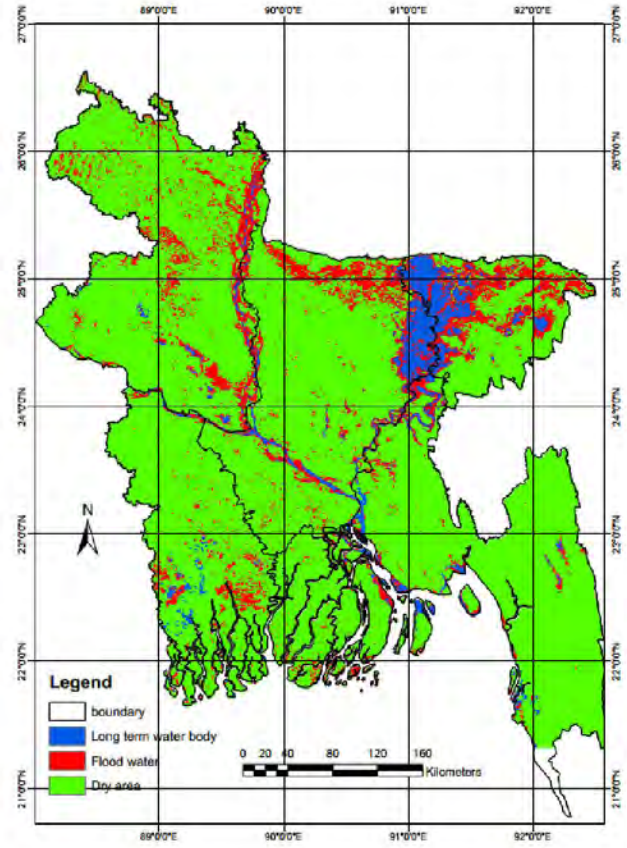 89°0'0"E 90°0'0"E 91°0'0"E 92°0'0"E
27°0'0"N 27°0'0"N
26°0'0"N 26°0'0"N
25°0'0"N 25°0'0"N
24°0'0"N 24°0'0"N
N
23°0'0"N 23°0'0"N
22°0'0"N 22°0'0"N
Legend
boundary
Long term water body
Flood water
Dry area
0 20 40 80 120 160
Kilometers
21°0'0"N 21°0'0"N
89°0'0"E 90°0'0"E 91°0'0"E 92°0'0"E